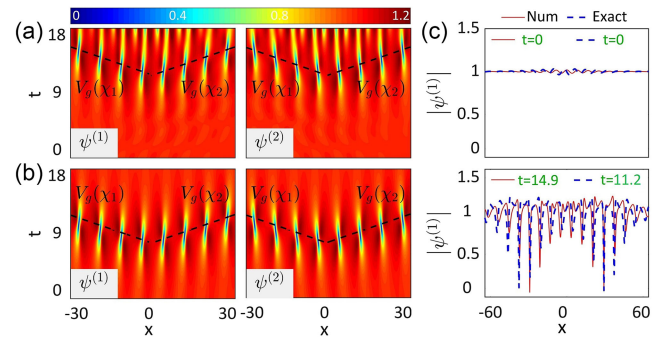 0 0.4 0.8 1.2
(a)
18
9
0
t
V_g(χ_1) V_g(χ_2)
ψ^(1)
V_g(χ_1) V_g(χ_2)
ψ^(2)
(b)
18
9
0
t
V_g(χ_1) V_g(χ_2)
ψ^(1)
V_g(χ_1) V_g(χ_2)
ψ^(2)
-30 0 30
x
-30 0 30
x
(c)
Num Exact
t=0 t=0
1.5
1
0.5
0
|ψ^(1)|
t=14.9 t=11.2
1.5
1
0.5
0
|ψ^(1)|
-60 0 60
x